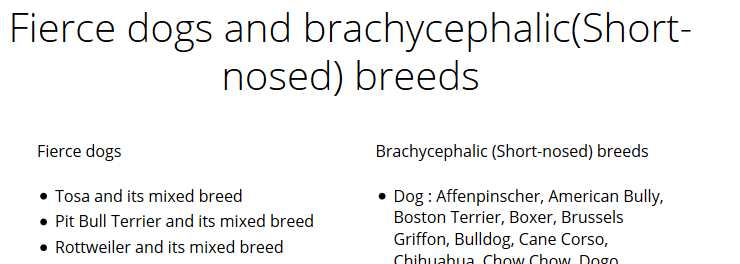 Fierce dogs and brachycephalic(Short-
nosed) breeds
Fierce dogs
Tosa and its mixed breed
Pit Bull Terrier and its mixed breed
Rottweiler and its mixed breed
Brachycephalic (Short-nosed) breeds
Dog : Affenpinscher, American Bully,
Boston Terrier, Boxer, Brussels
Griffon, Bulldog, Cane Corso,
Chihuahua, Chow Chow, Dogo